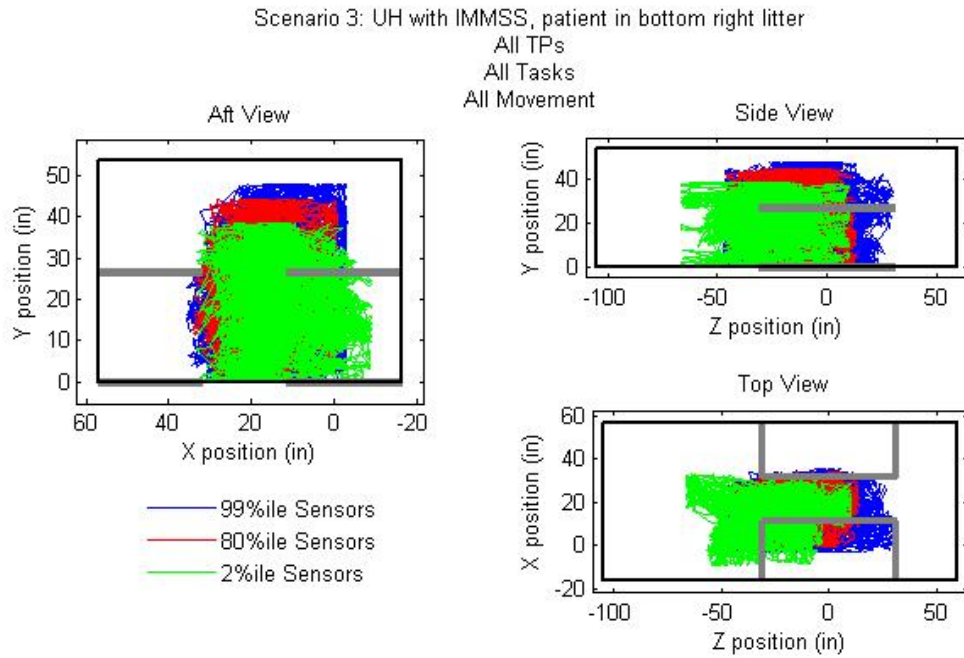 Scenario 3: UH with IMMSS, patient in bottom right litter
All TPs
All Tasks
All Movement
Aft View
Y position (in)
50
40
30
20
10
0
60 40 20 0 -20
X position (in)
99%ile Sensors
80%ile Sensors
2%ile Sensors
Side View
Y position (in)
40
20
0
-100 -50 0 50
Z position (in)
Top View
X position (in)
60
40
20
0
-20
-100 -50 0 50
Z position (in)